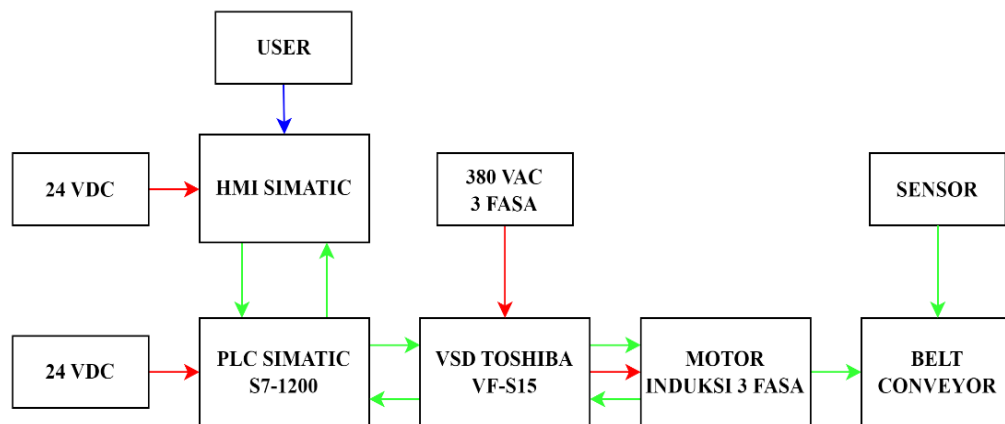 USER
24 VDC
HMI SIMATIC
380 VAC
3 FASA
SENSOR
24 VDC
PLC SIMATIC
S7-1200
VSD TOSHIBA
VF-S15
MOTOR
INDUKSI 3 FASA
BELT
CONVEYOR